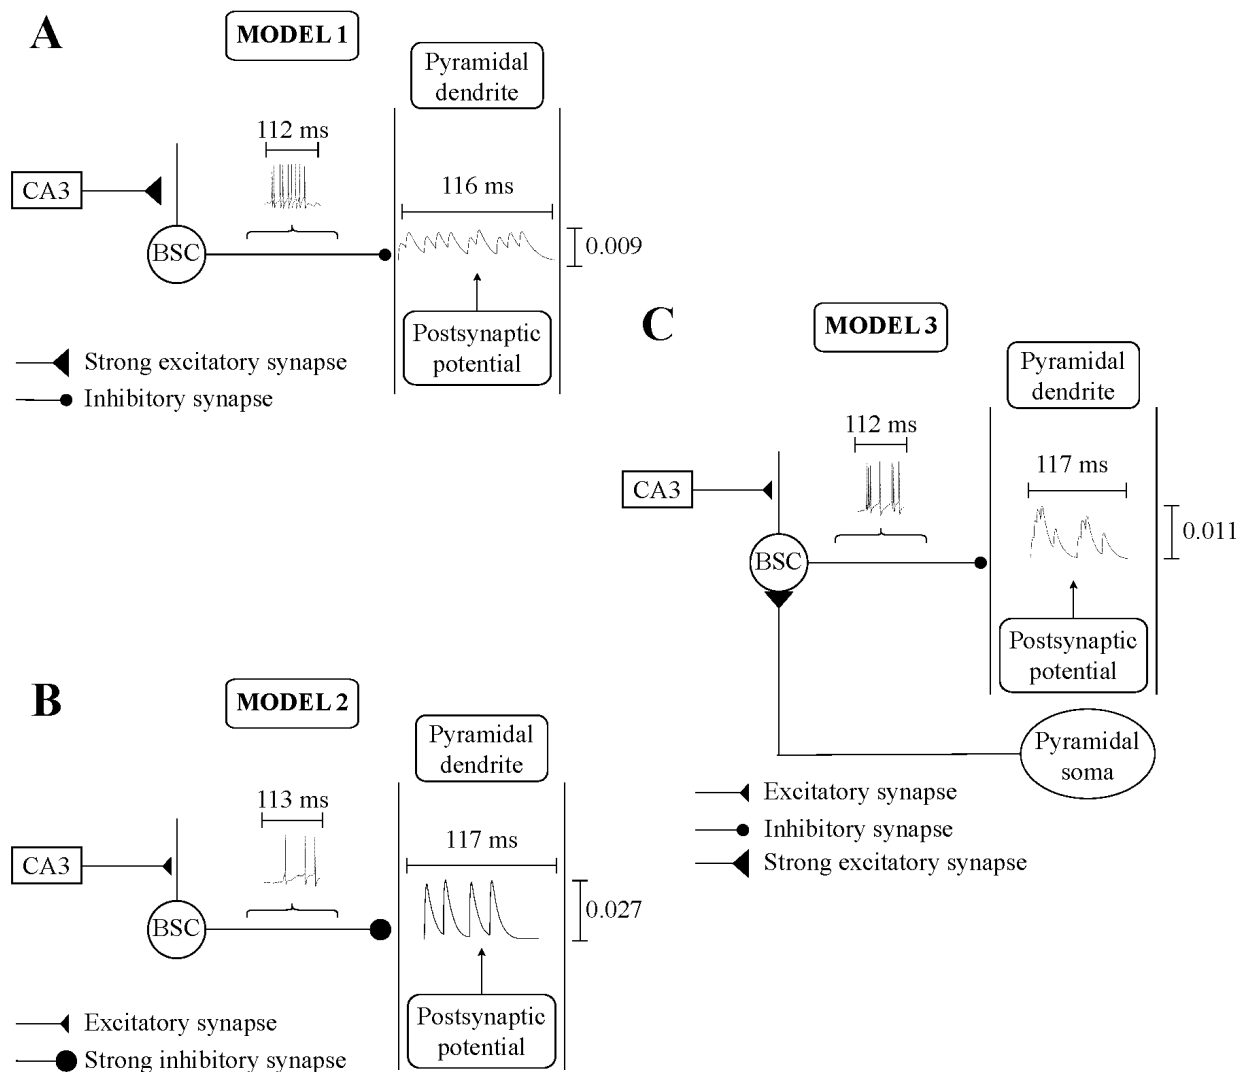 A
MODEL 1
Pyramidal
dendrite
112 ms
CA3
116 ms
BSC
0.009
Postsynaptic
potential
Strong excitatory synapse
Inhibitory synapse
B
MODEL 2
Pyramidal
dendrite
113 ms
117 ms
CA3
0.027
BSC
Postsynaptic
potential
Excitatory synapse
Strong inhibitory synapse
C
MODEL 3
Pyramidal
dendrite
112 ms
117 ms
CA3
0.011
BSC
Postsynaptic
potential
Pyramidal
soma
Excitatory synapse
Inhibitory synapse
Strong excitatory synapse